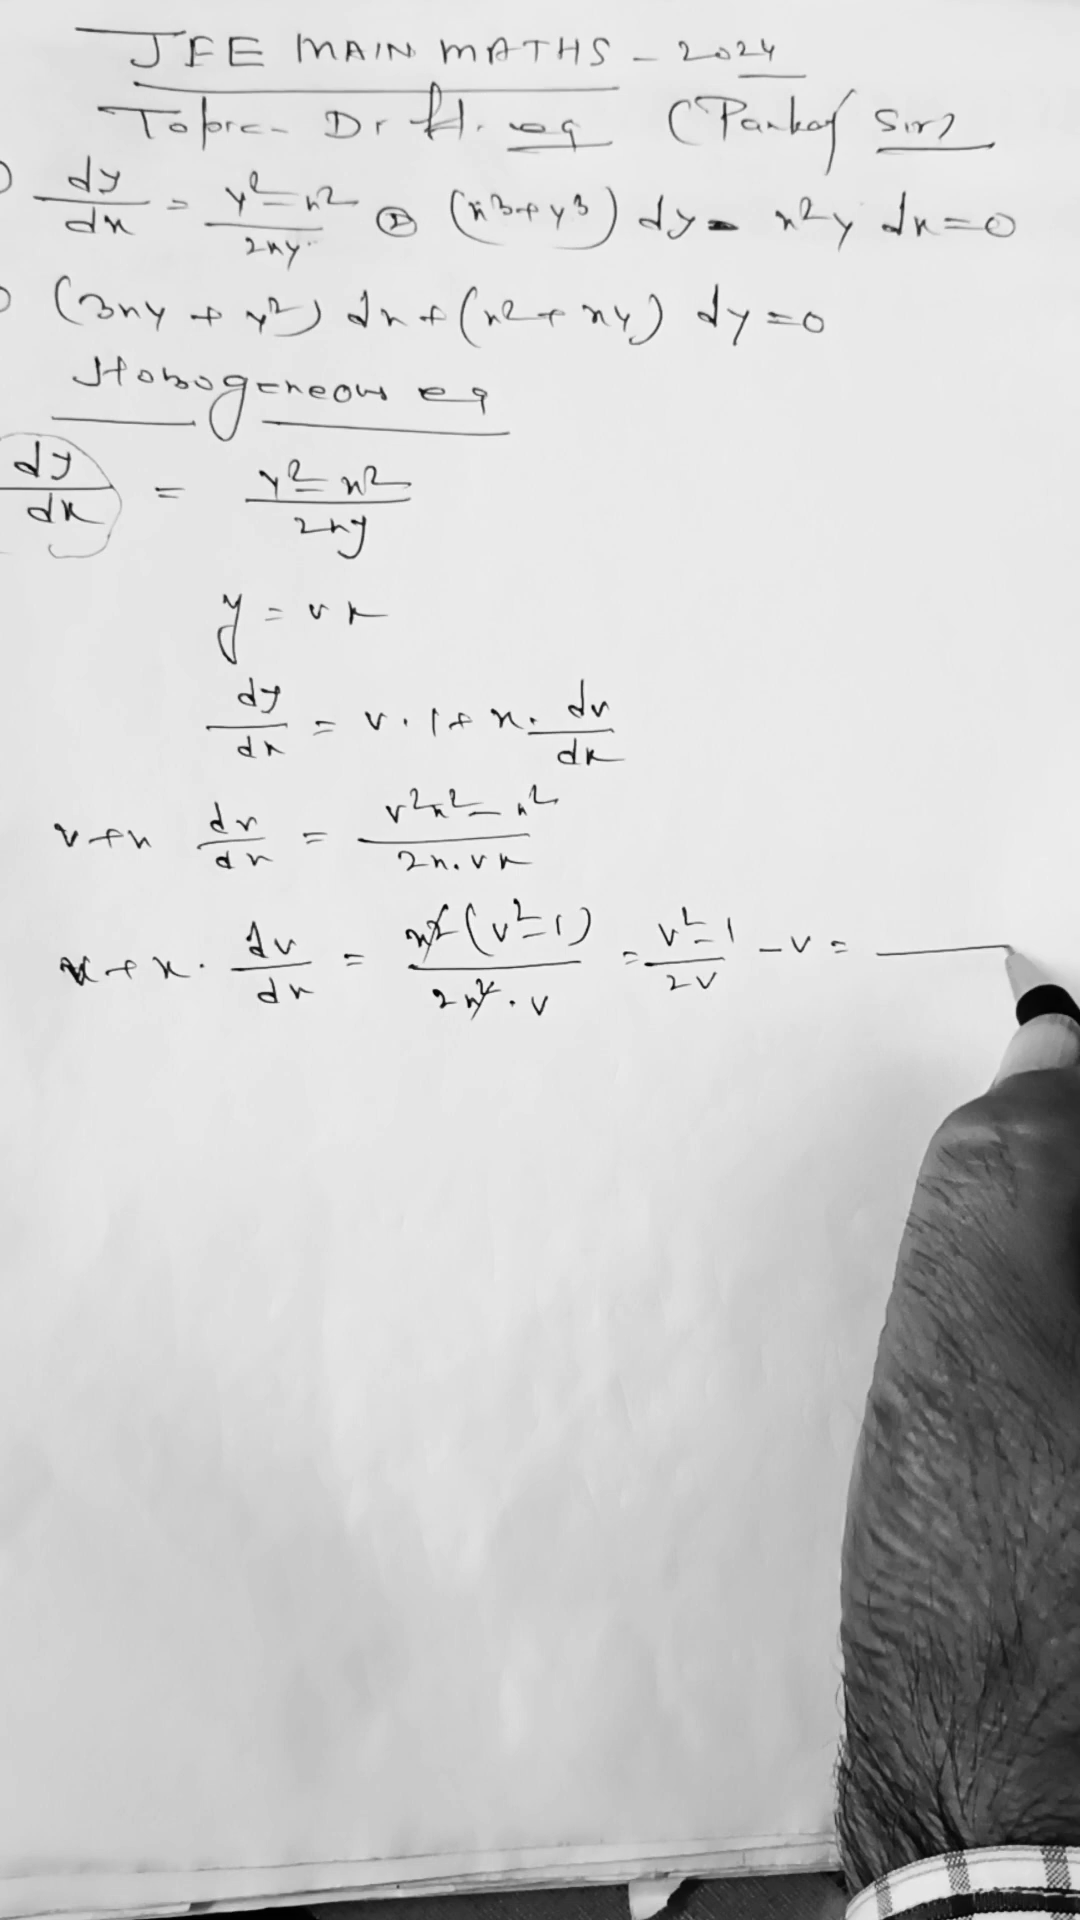 JEE MAIN MATHS - 2024
Topic - Diff. eq (Pankaj Sir)
dy/dx = y²-x²/2xy ② (x³+y³) dy - x²y dx=0
(3xy + y²) dx + (x²+xy) dy=0
Homogeneous eq
dy/dx = y²-x²/2xy
y = vx
dy/dx = v·1 + x·dv/dx
v+x dv/dx = v²x²-x²/2x·vx
v+x·dv/dx = x²(v²-1)/2x²·v = v²-1/2v -v =